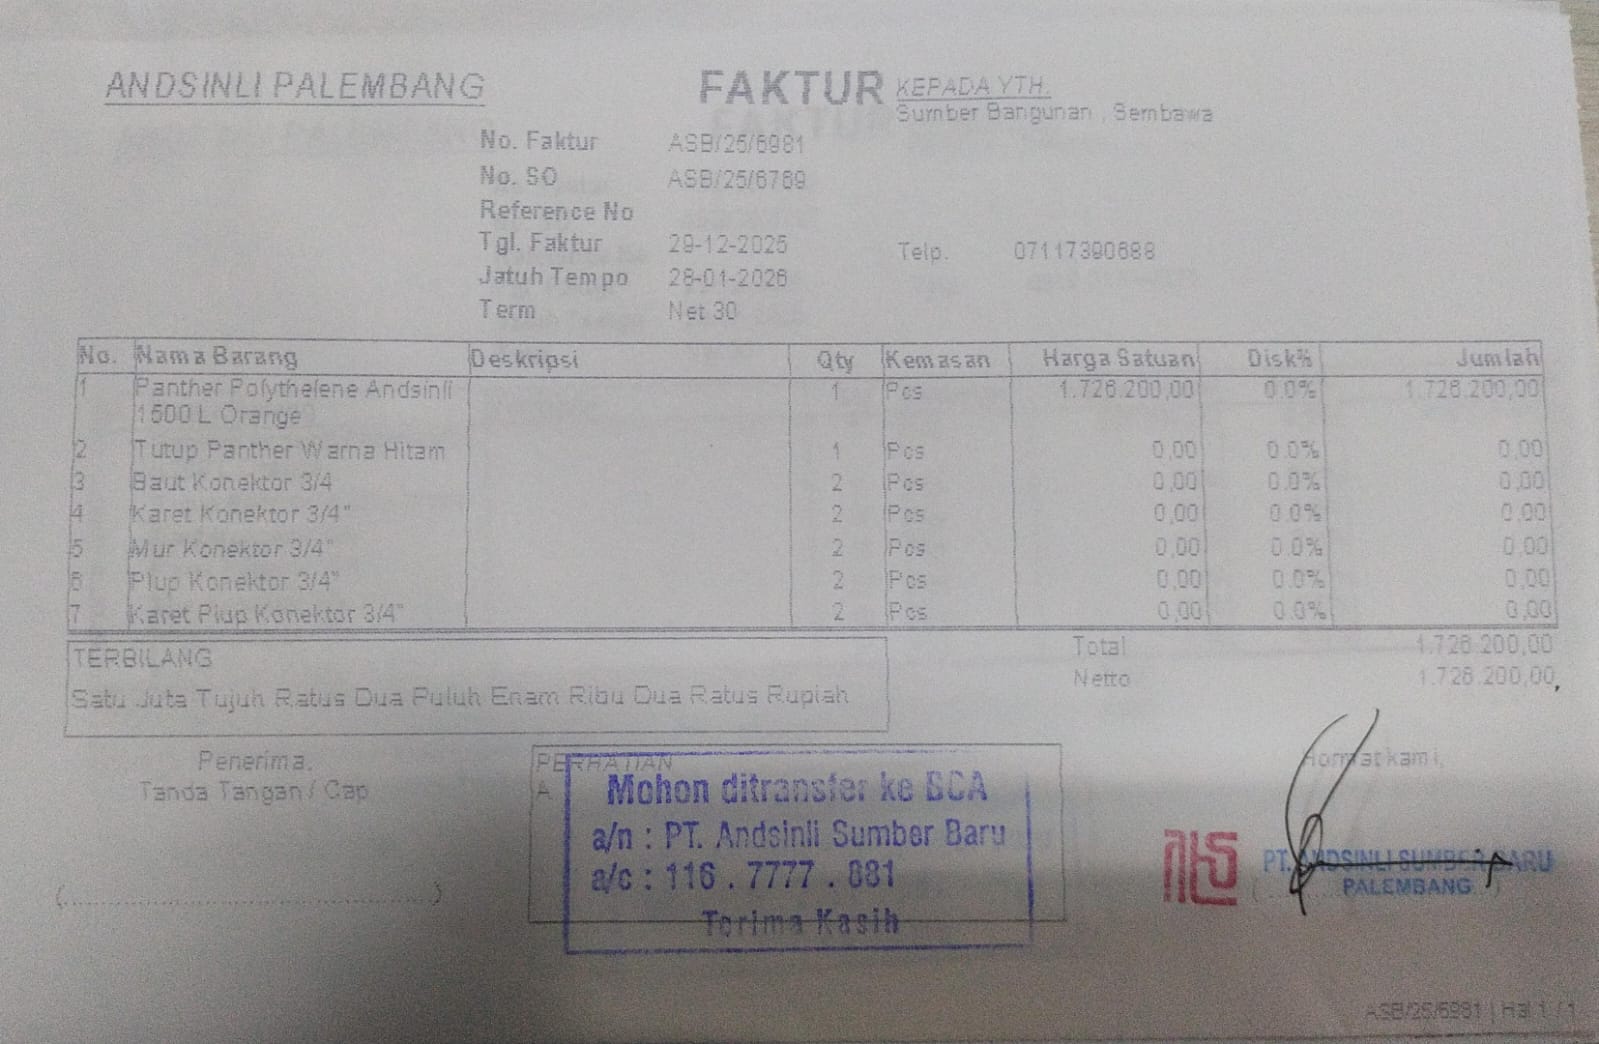 ANDSINLI PALEMBANG
FAKTUR
KEPADA YTH.
Sumber Bangunan , Sembawa
No. Faktur ASB/25/6981
No. SO ASB/25/6769
Reference No
Tgl. Faktur 29-12-2025
Telp. 07117390688
Jatuh Tempo 28-01-2026
Term Net 30
No. Nama Barang Deskripsi Qty Kemasan Harga Satuan Disk% Jumlah
1 Panther Polythelene Andsinli 1 Pcs 1.726.200,00 0.0% 1.726.200,00
1500 L Orange
2 Tutup Panther Warna Hitam 1 Pcs 0,00 0.0% 0,00
3 Baut Konektor 3/4 2 Pcs 0,00 0.0% 0,00
4 Karet Konektor 3/4" 2 Pcs 0,00 0.0% 0,00
5 Mur Konektor 3/4" 2 Pcs 0,00 0.0% 0,00
6 Plup Konektor 3/4" 2 Pcs 0,00 0.0% 0,00
7 Karet Plup Konektor 3/4" 2 Pcs 0,00 0.0% 0,00
Total 1.726.200,00
Netto 1.726.200,00
TERBILANG
Satu Juta Tujuh Ratus Dua Puluh Enam Ribu Dua Ratus Rupiah
Penerima,
Tanda Tangan / Cap
PERHATIAN
A
Mohon ditransfer ke BCA
a/n : PT. Andsinli Sumber Baru
a/c : 116 . 7777 . 881
Terima Kasih
Hormat kami,
PT. ANDSINLI SUMBER BARU
PALEMBANG
ASB/25/6981 | Hal 1 / 1